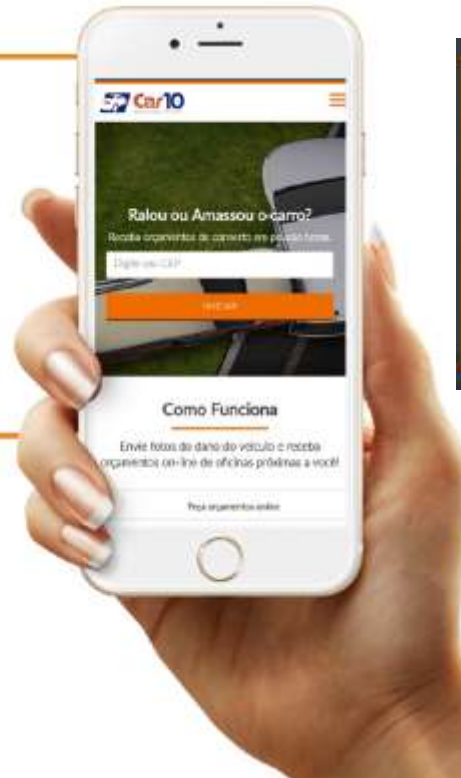 Car10
Ralou ou Amassou o carro?
Receba orçamentos de conserto em poucas horas.
Digite seu CEP
INICIAR
Como Funciona
Envie fotos do dano do veículo e receba
orçamentos on-line de oficinas próximas a você!
Peça orçamentos online